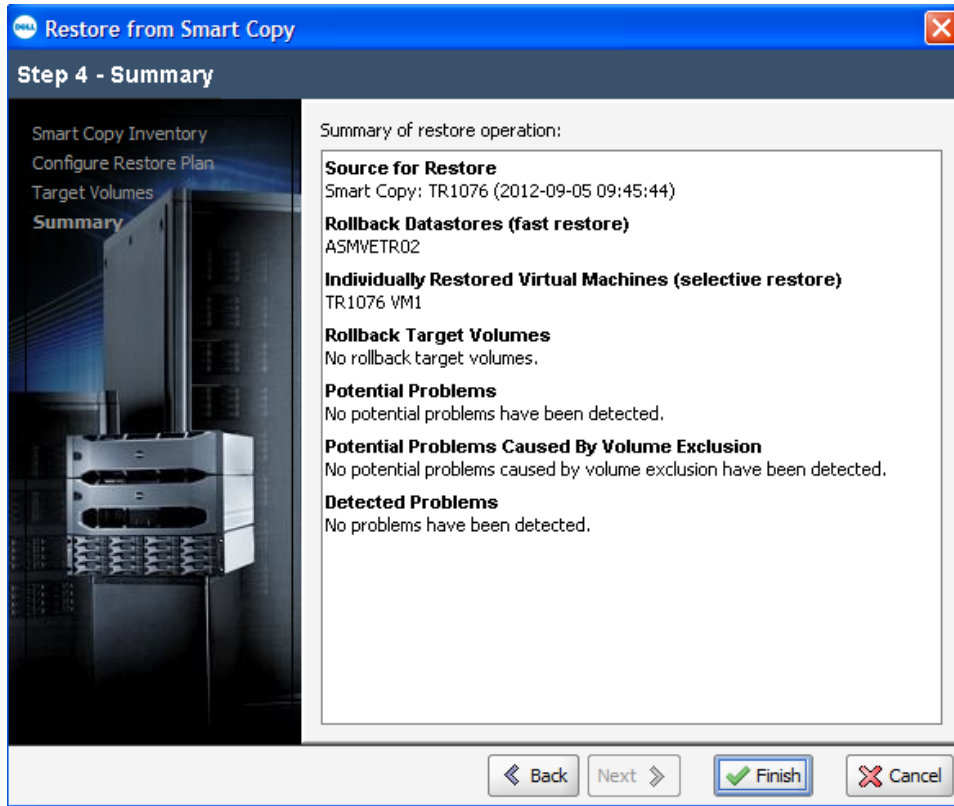 DELL Restore from Smart Copy
Step 4 - Summary
Smart Copy Inventory
Configure Restore Plan
Target Volumes
Summary
Summary of restore operation:
Source for Restore
Smart Copy: TR1076 (2012-09-05 09:45:44)
Rollback Datastores (fast restore)
ASMVETR02
Individually Restored Virtual Machines (selective restore)
TR1076 VM1
Rollback Target Volumes
No rollback target volumes.
Potential Problems
No potential problems have been detected.
Potential Problems Caused By Volume Exclusion
No potential problems caused by volume exclusion have been detected.
Detected Problems
No problems have been detected.
Back Next Finish Cancel